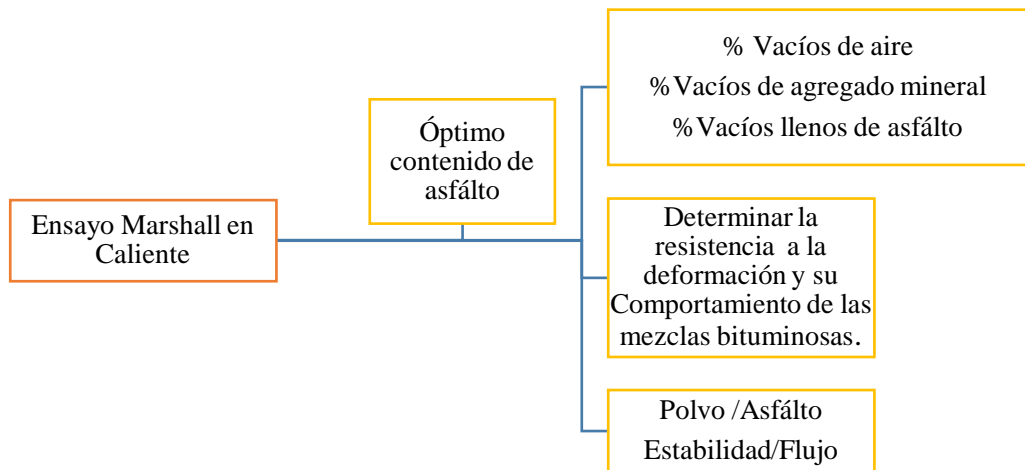 Ensayo Marshall en
Caliente
Óptimo
contenido de
asfálto
% Vacíos de aire
%Vacíos de agregado mineral
%Vacíos llenos de asfálto
Determinar la
resistencia a la
deformación y su
Comportamiento de las
mezclas bituminosas.
Polvo /Asfálto
Estabilidad/Flujo